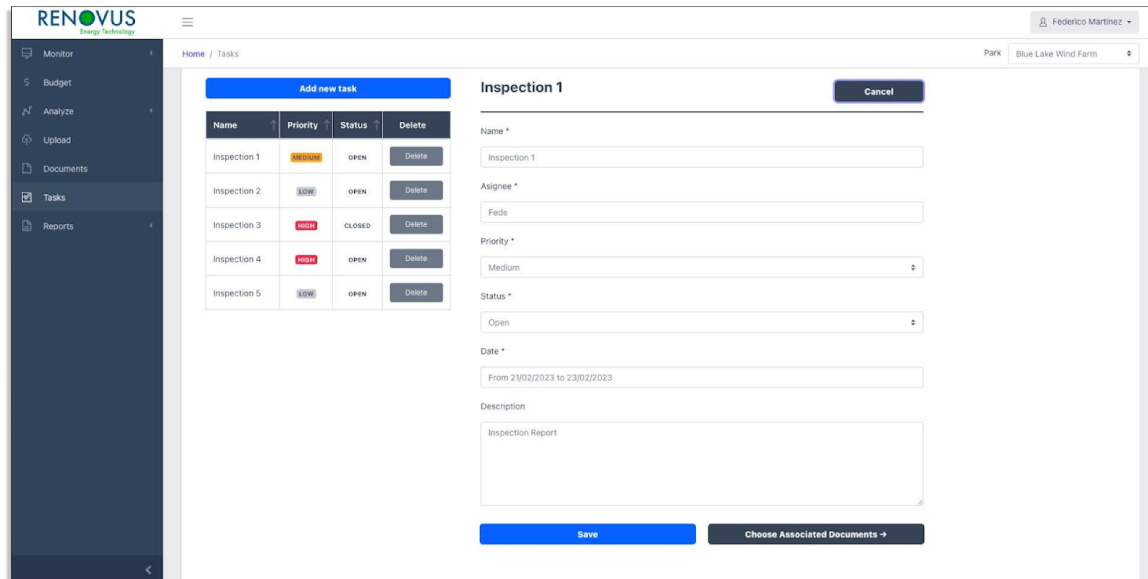 RENOVUS
Energy Technology
Federico Martinez
Monitor
Budget
Analyze
Upload
Documents
Tasks
Reports
Home / Tasks
Park Blue Lake Wind Farm
Add new task
Name Priority Status Delete
Inspection 1 MEDIUM OPEN Delete
Inspection 2 LOW OPEN Delete
Inspection 3 HIGH CLOSED Delete
Inspection 4 HIGH OPEN Delete
Inspection 5 LOW OPEN Delete
Inspection 1
Cancel
Name *
Inspection 1
Asignee *
Fede
Priority *
Medium
Status *
Open
Date *
From 21/02/2023 to 23/02/2023
Description
Inspection Report
Save
Choose Associated Documents →